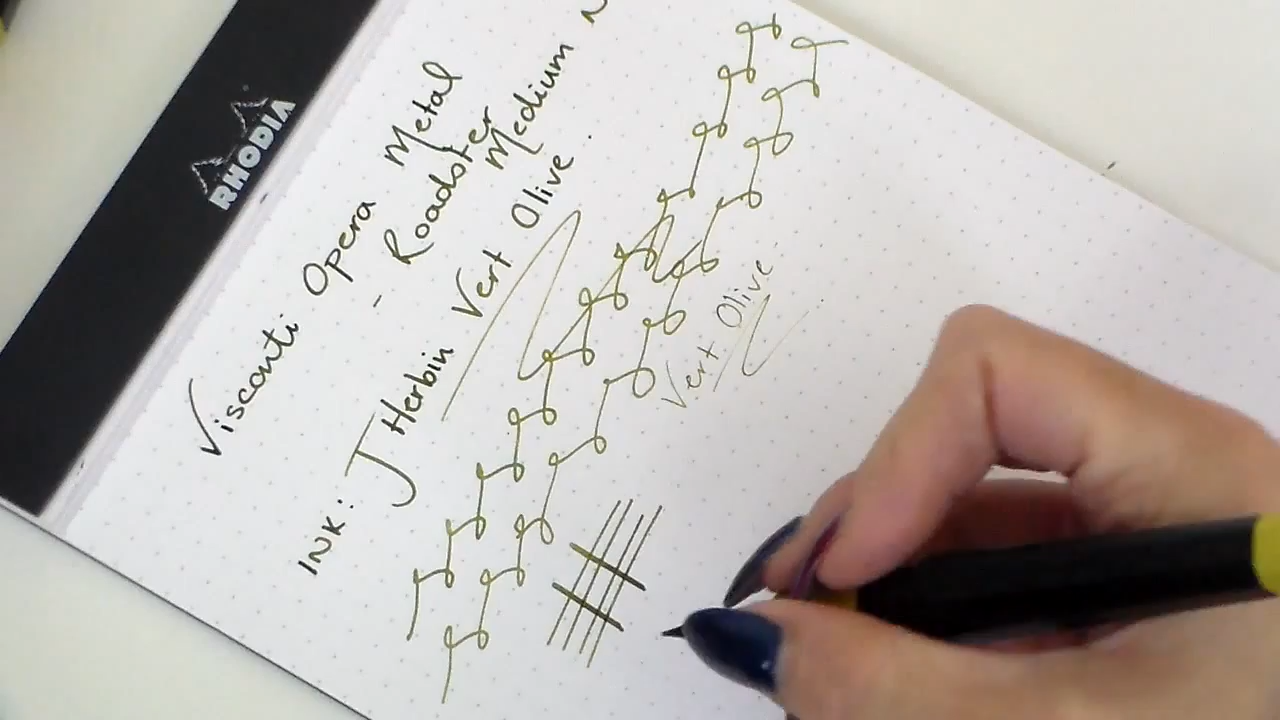 RHODIA
Visconti Opera Metal
- Roadster
Medium N
INK: J Herbin Vert Olive
Vert Olive